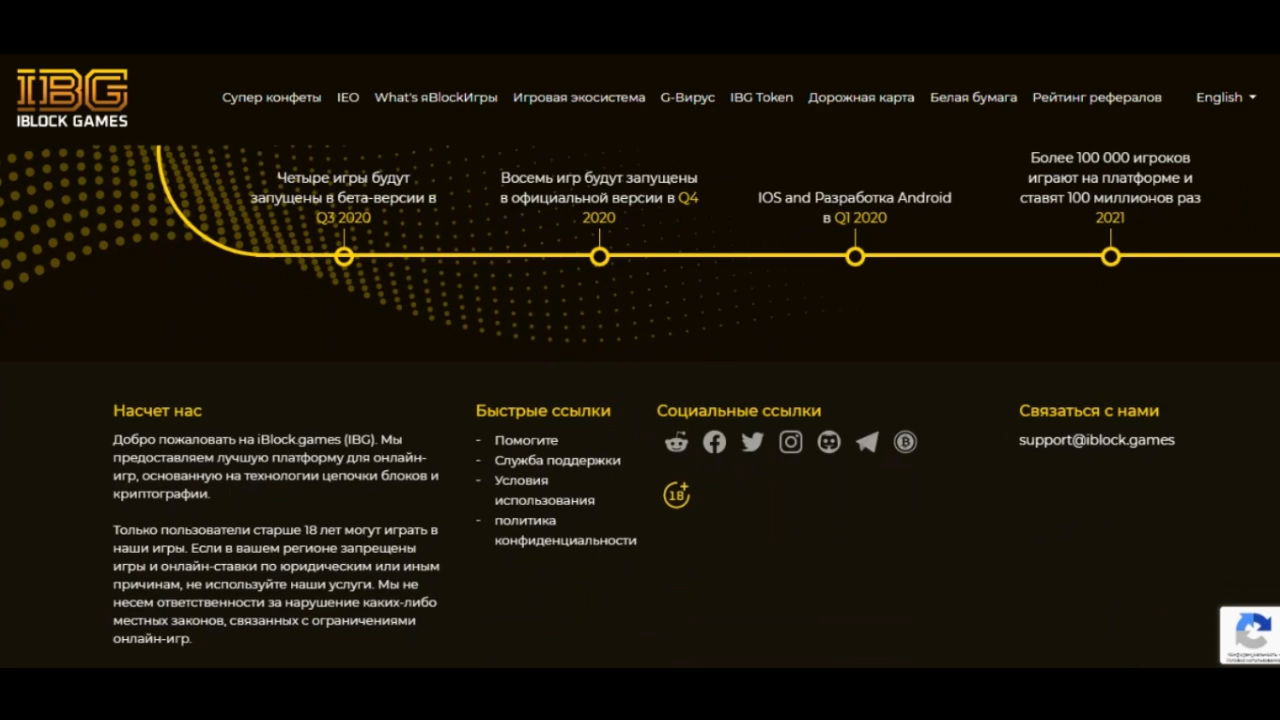 IBG
IBLOCK GAMES
Супер конфеты IEO What's яBlockИгры Игровая экосистема G-Вирус IBG Token Дорожная карта Белая бумага Рейтинг рефералов English
Четыре игры будут
запущены в бета-версии в
Q3 2020
Восемь игр будут запущены
в официальной версии в Q4
2020
IOS and Разработка Android
в Q1 2020
Более 100 000 игроков
играют на платформе и
ставят 100 миллионов раз
2021
Насчет нас
Добро пожаловать на iBlock.games (IBG). Мы
предоставляем лучшую платформу для онлайн-
игр, основанную на технологии цепочки блоков и
криптографии.
Только пользователи старше 18 лет могут играть в
наши игры. Если в вашем регионе запрещены
игры и онлайн-ставки по юридическим или иным
причинам, не используйте наши услуги. Мы не
несем ответственности за нарушение каких-либо
местных законов, связанных с ограничениями
онлайн-игр.
Быстрые ссылки
- Помогите
- Служба поддержки
- Условия
использования
- политика
конфиденциальности
Социальные ссылки
18+
Связаться с нами
support@iblock.games